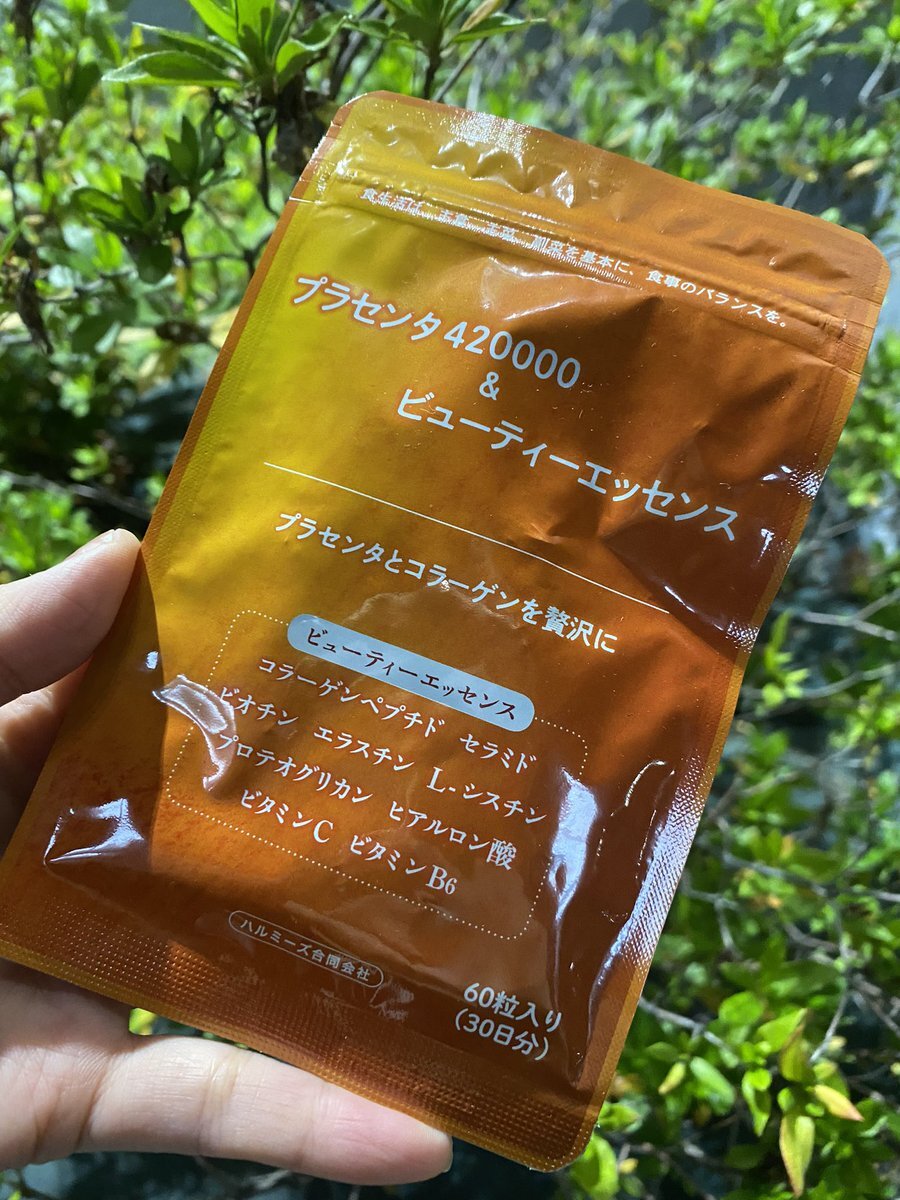 食生活は、主食、主菜、副菜を基本に、食事のバランスを。
プラセンタ420000
&
ビューティーエッセンス
プラセンタとコラーゲンを贅沢に
ビューティーエッセンス
コラーゲンペプチド セラミド
ビオチン エラスチン L-シスチン
プロテオグリカン ヒアルロン酸
ビタミンC ビタミンB6
ハルミーズ合同会社
60粒入り
(30日分)